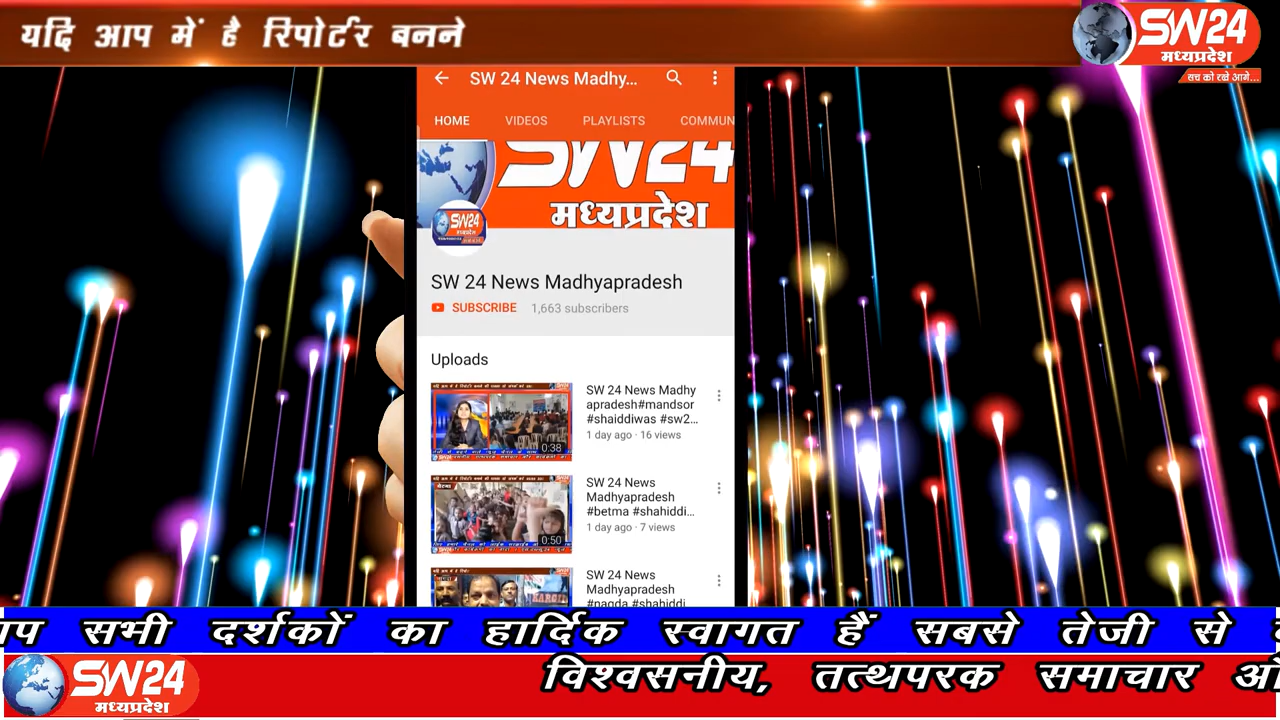 यदि आप में है रिपोर्टर बनने
SW24
मध्यप्रदेश
सच को रखे आगे...
SW 24 News Madhy...
HOME VIDEOS PLAYLISTS COMMUN
SW24
मध्यप्रदेश
SW24
SW 24 News Madhyapradesh
SUBSCRIBE 1,663 subscribers
Uploads
SW 24 News Madhy
apradesh#mandsor
#shaiddiwas #sw2...
1 day ago · 16 views
0:38
SW 24 News
Madhyapradesh
#betma #shahiddi...
1 day ago · 7 views
0:50
SW 24 News
Madhyapradesh
#nagda #shahiddi
सभी दर्शकों का हार्दिक स्वागत हैं सबसे तेजी से
विश्वसनीय, तत्थपरक समाचार
SW24
मध्यप्रदेश